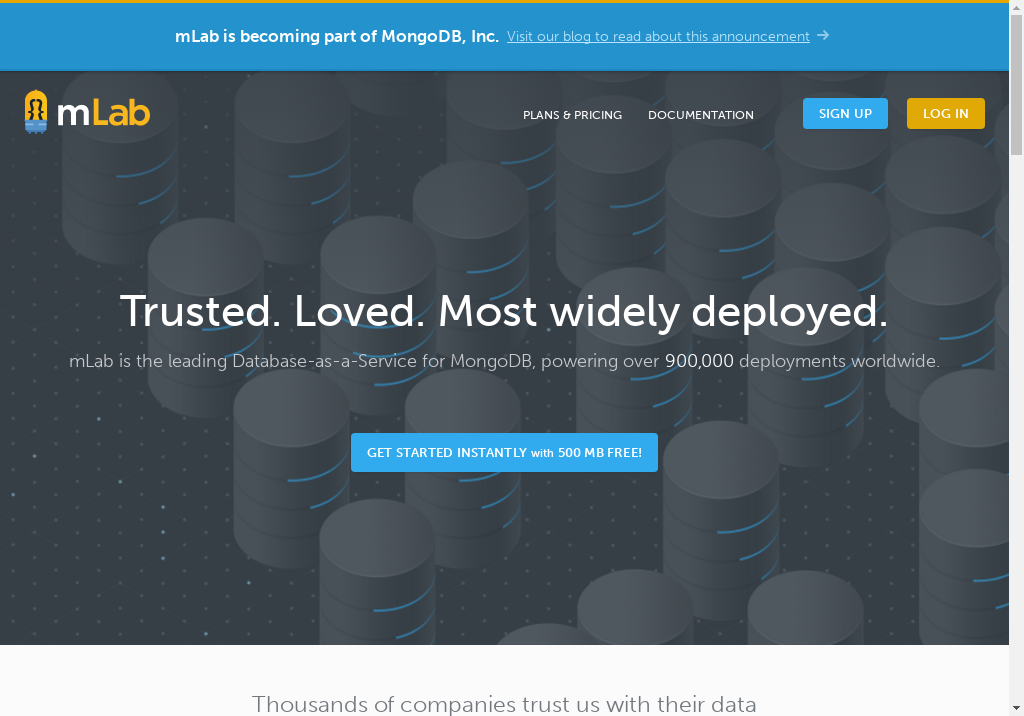 mLab is becoming part of MongoDB, Inc. Visit our blog to read about this announcement →
mLab
PLANS & PRICING DOCUMENTATION SIGN UP LOG IN
Trusted. Loved. Most widely deployed.
mLab is the leading Database-as-a-Service for MongoDB, powering over 900,000 deployments worldwide.
GET STARTED INSTANTLY with 500 MB FREE!
Thousands of companies trust us with their data